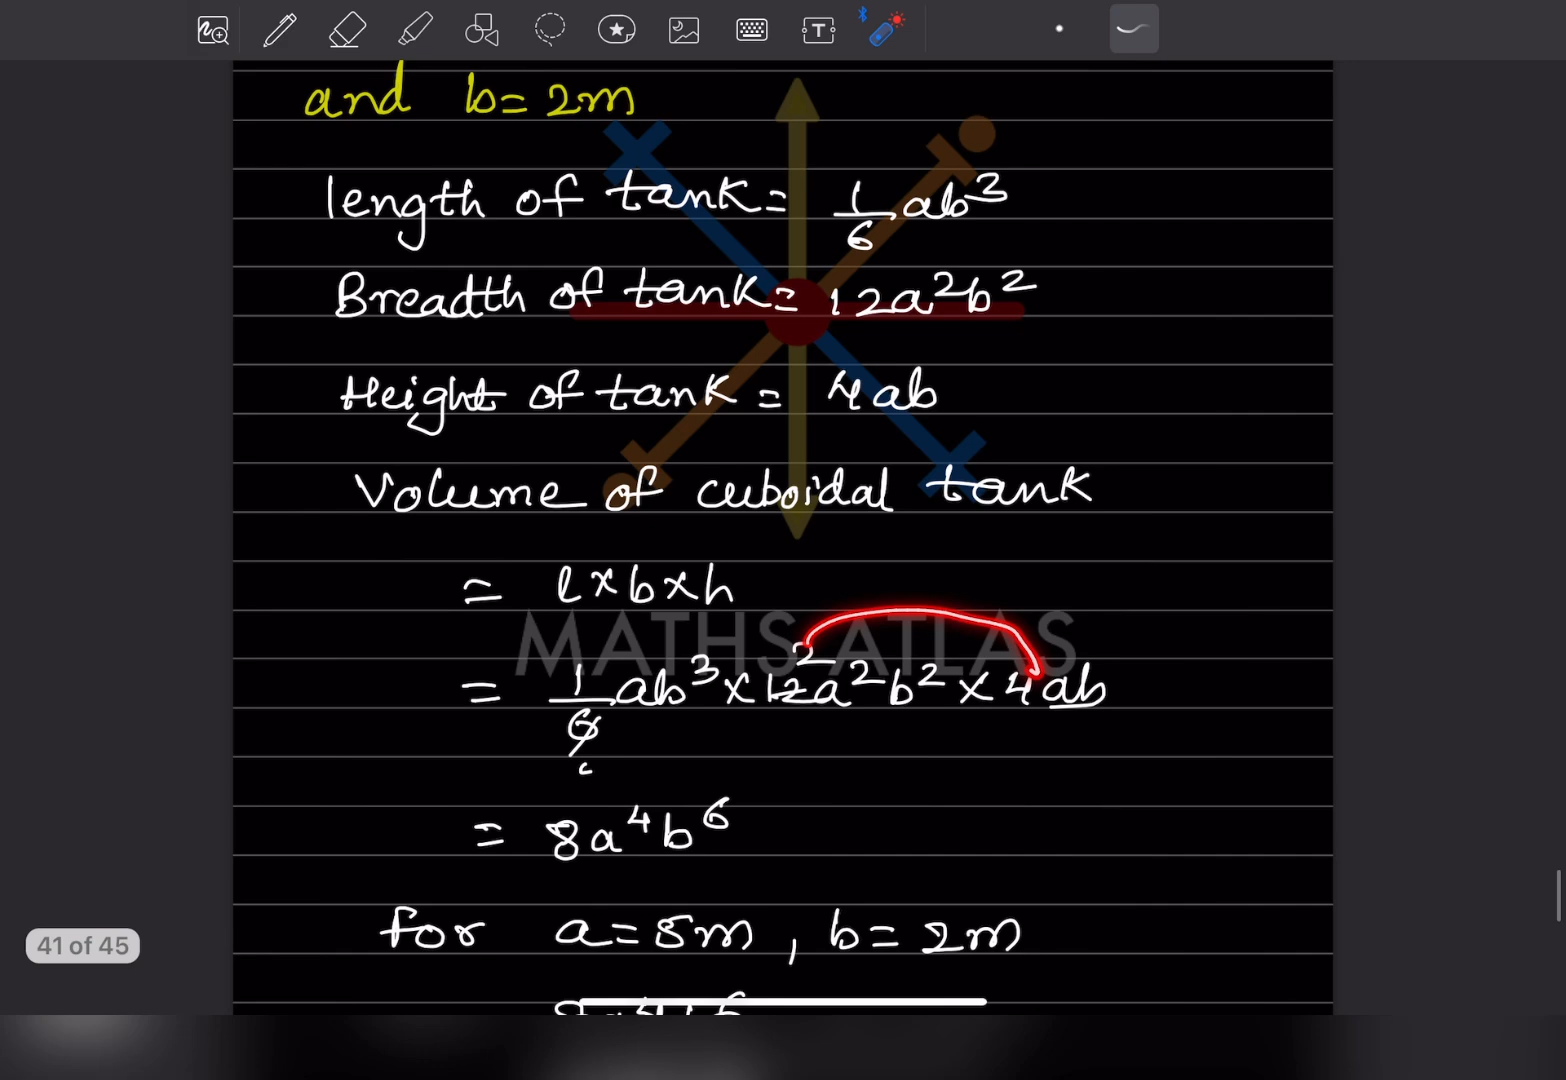 and b= 2m
length of tank= 1/6 ab³
Breadth of tank= 12a²b²
Height of tank = 4ab
Volume of cuboidal tank
= l×b×h
MATHS ATLAS
= 1/6 ab³ × 12a²b² × 4ab
2
= 8a⁴b⁶
for a=5m, b= 2m
41 of 45